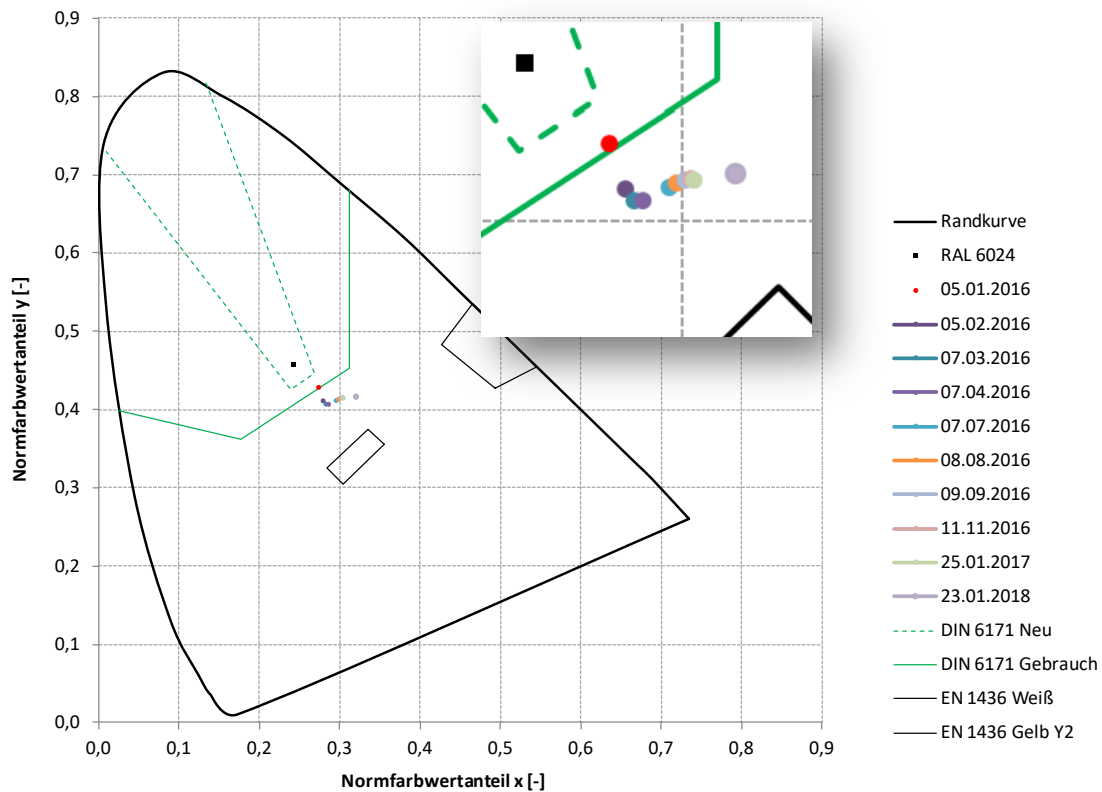 0,9
0,8
0,7
0,6
0,5
0,4
0,3
0,2
0,1
0,0
Normfarbwertanteil y [-]
0,0 0,1 0,2 0,3 0,4 0,5 0,6 0,7 0,8 0,9
Normfarbwertanteil x [-]
Randkurve
RAL 6024
05.01.2016
05.02.2016
07.03.2016
07.04.2016
07.07.2016
08.08.2016
09.09.2016
11.11.2016
25.01.2017
23.01.2018
DIN 6171 Neu
DIN 6171 Gebrauch
EN 1436 Weiß
EN 1436 Gelb Y2